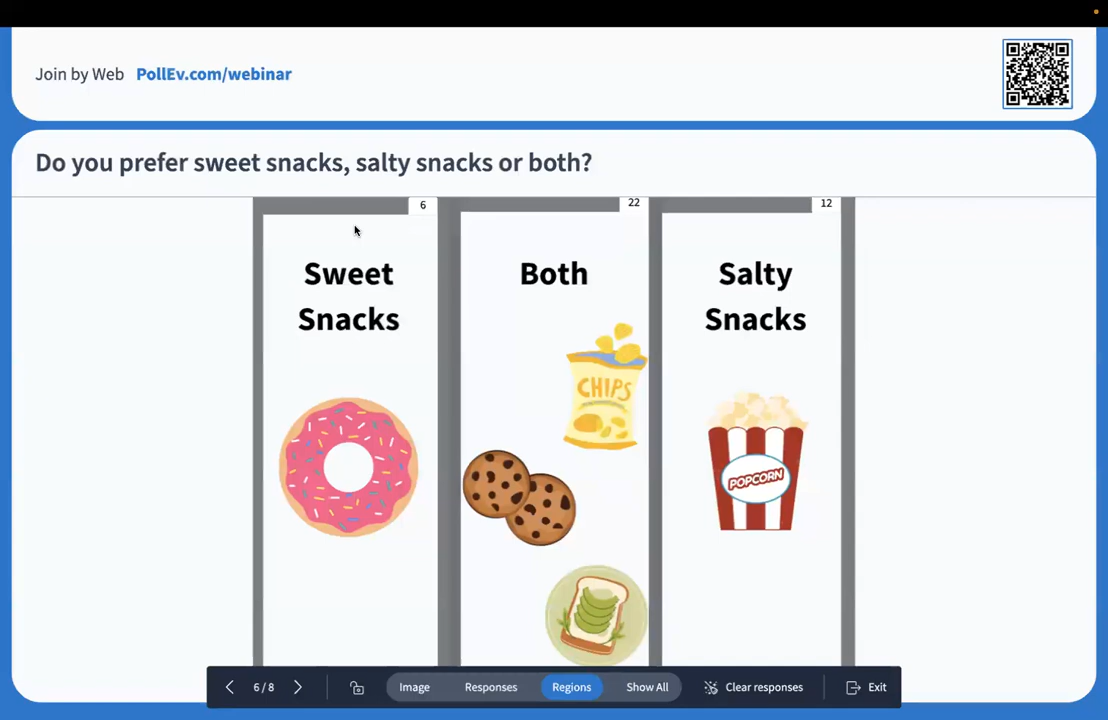 Join by Web PollEv.com/webinar
Do you prefer sweet snacks, salty snacks or both?
6
22
12
Sweet
Snacks
Both
Salty
Snacks
CHIPS
POPCORN
6 / 8
Image
Responses
Regions
Show All
Clear responses
Exit